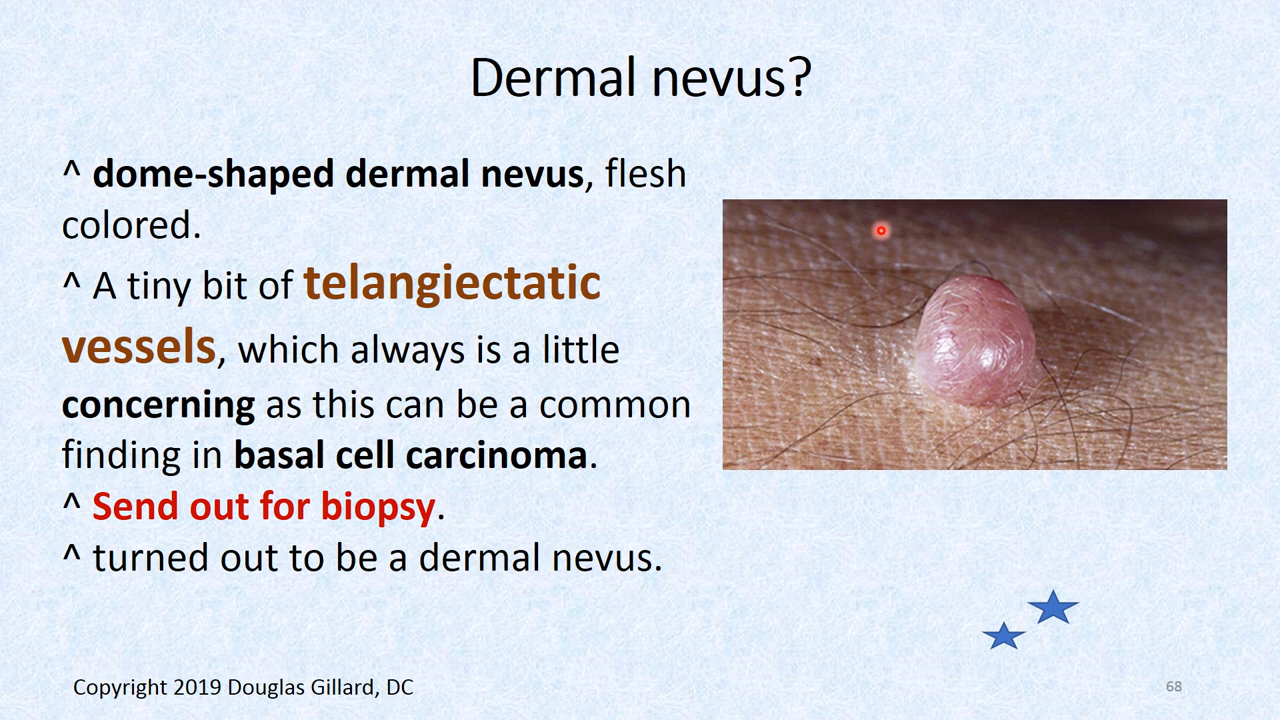 Dermal nevus?
^ dome-shaped dermal nevus, flesh
colored.
^ A tiny bit of telangiectatic
vessels, which always is a little
concerning as this can be a common
finding in basal cell carcinoma.
^ Send out for biopsy.
^ turned out to be a dermal nevus.
Copyright 2019 Douglas Gillard, DC
68